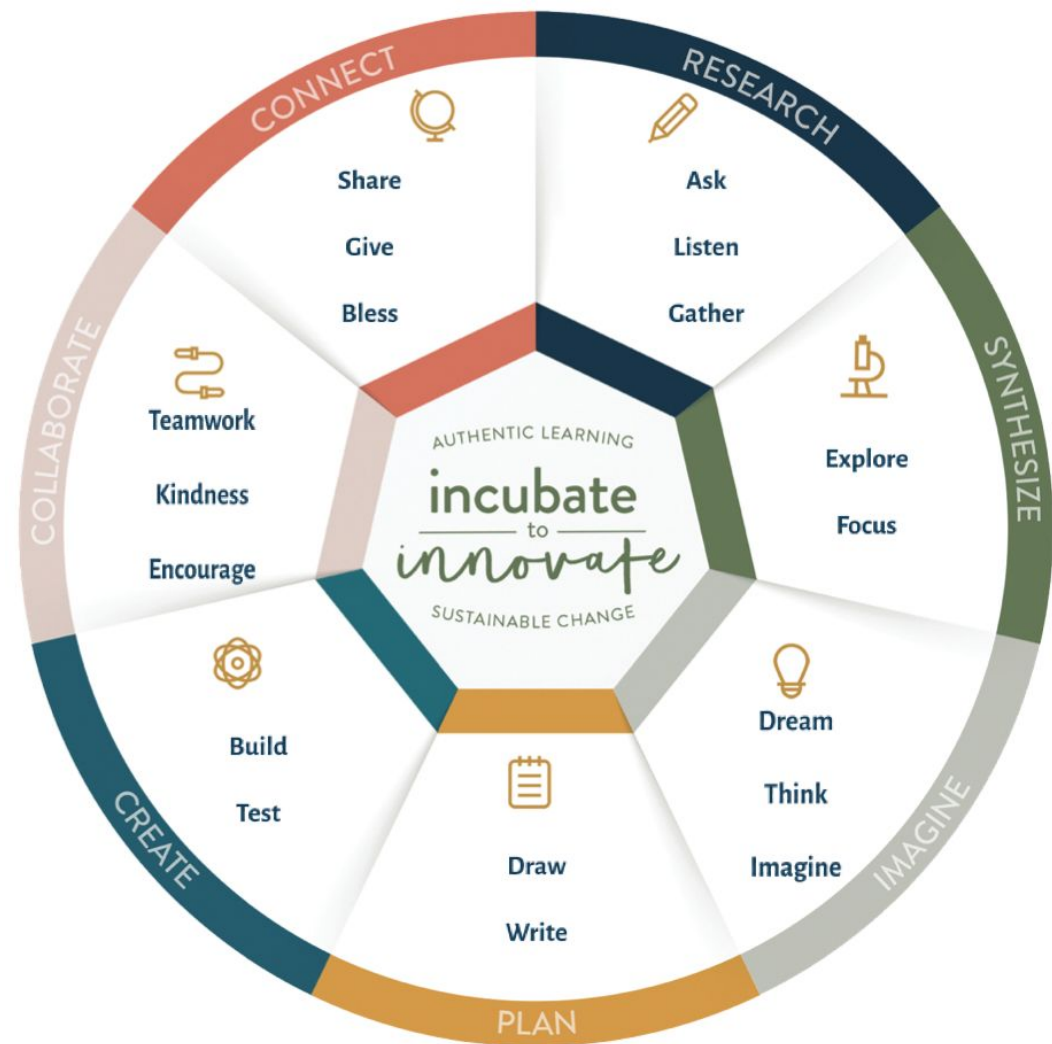 CONNECT
Share
Give
Bless
RESEARCH
Ask
Listen
Gather
SYNTHESIZE
Explore
Focus
IMAGINE
Dream
Think
Imagine
PLAN
Draw
Write
CREATE
Build
Test
COLLABORATE
Teamwork
Kindness
Encourage
AUTHENTIC LEARNING
incubate
to
innovate
SUSTAINABLE CHANGE